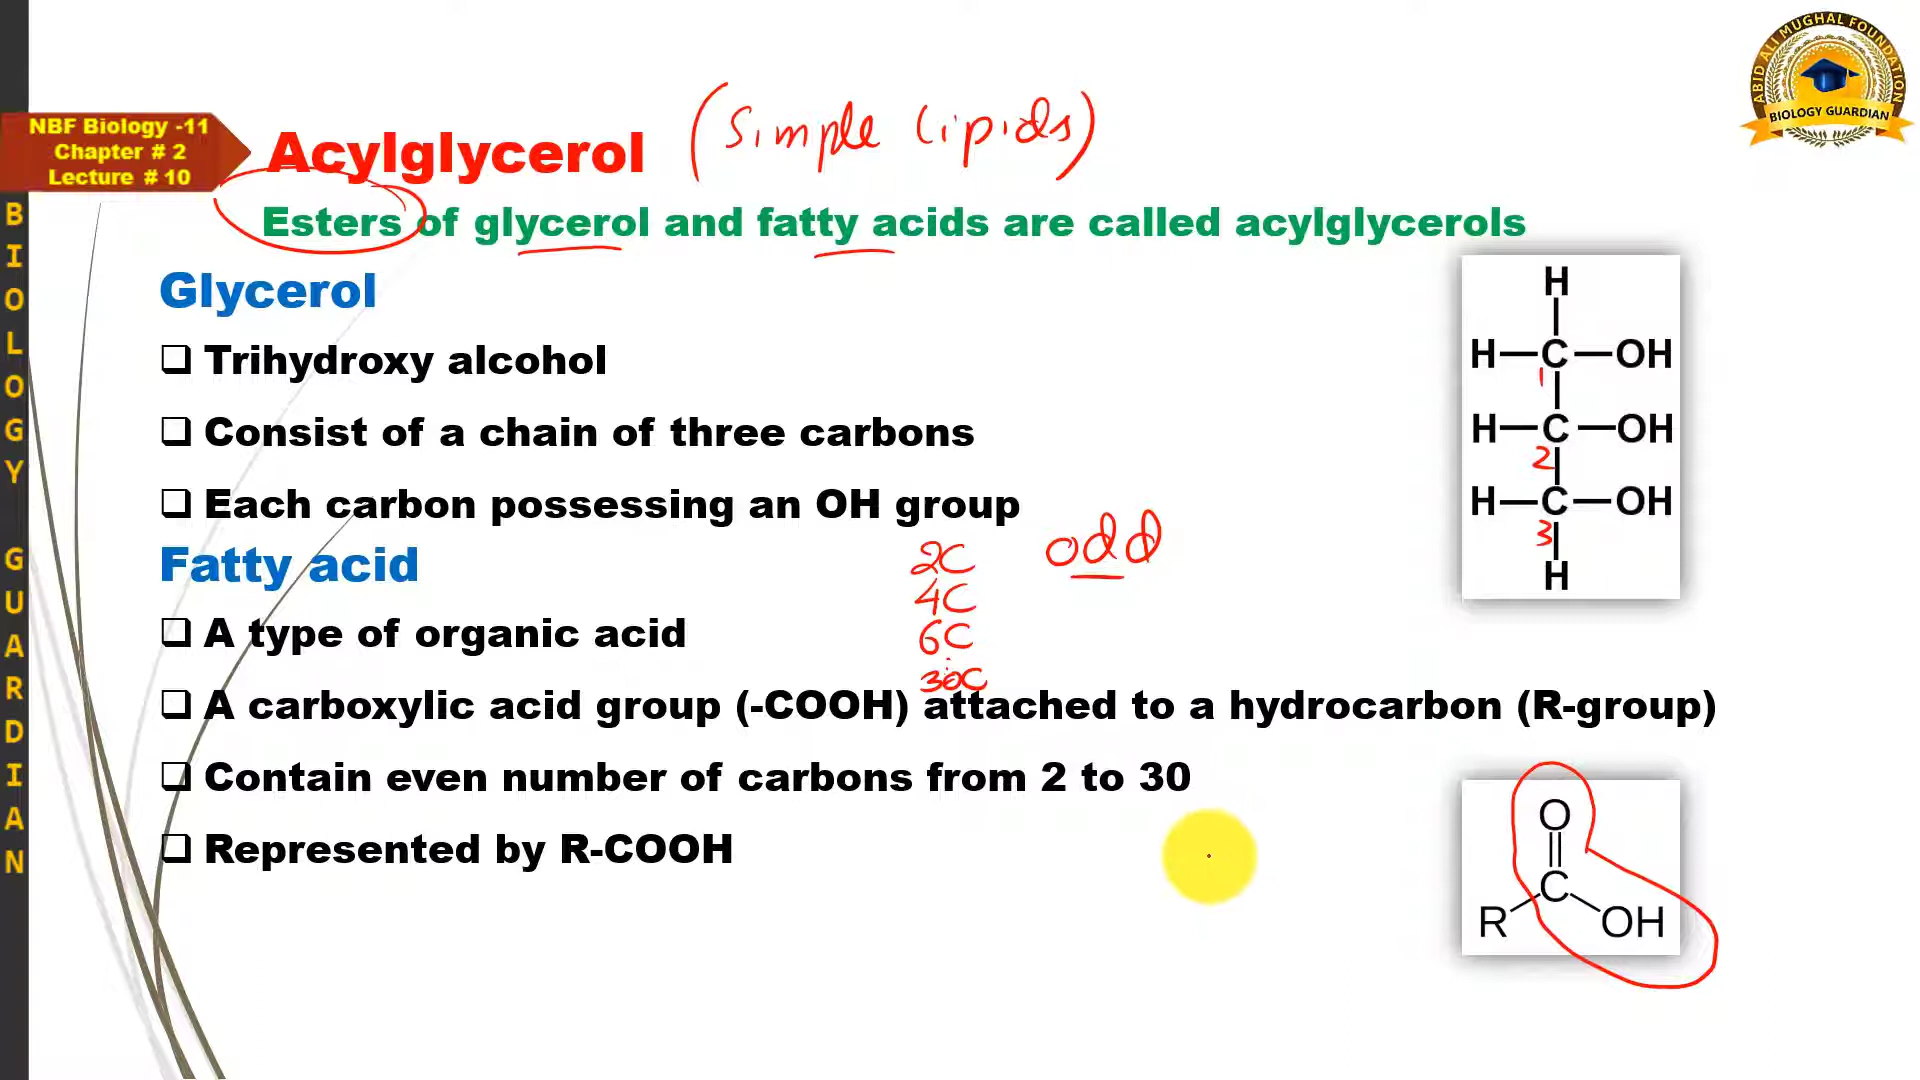 ABID ALI MUGHAL FOUNDATION
BIOLOGY GUARDIAN
NBF Biology -11
Chapter # 2
Lecture # 10
Acylglycerol (Simple Lipids)
Esters of glycerol and fatty acids are called acylglycerols
Glycerol
❑ Trihydroxy alcohol
❑ Consist of a chain of three carbons
❑ Each carbon possessing an OH group
H
H—C—OH
1
H—C—OH
2
H—C—OH
3
H
Fatty acid
2C odd
4C
6C
30C
❑ A type of organic acid
❑ A carboxylic acid group (-COOH) attached to a hydrocarbon (R-group)
❑ Contain even number of carbons from 2 to 30
❑ Represented by R-COOH
O
C
R OH
BIOLOGY GUARDIAN